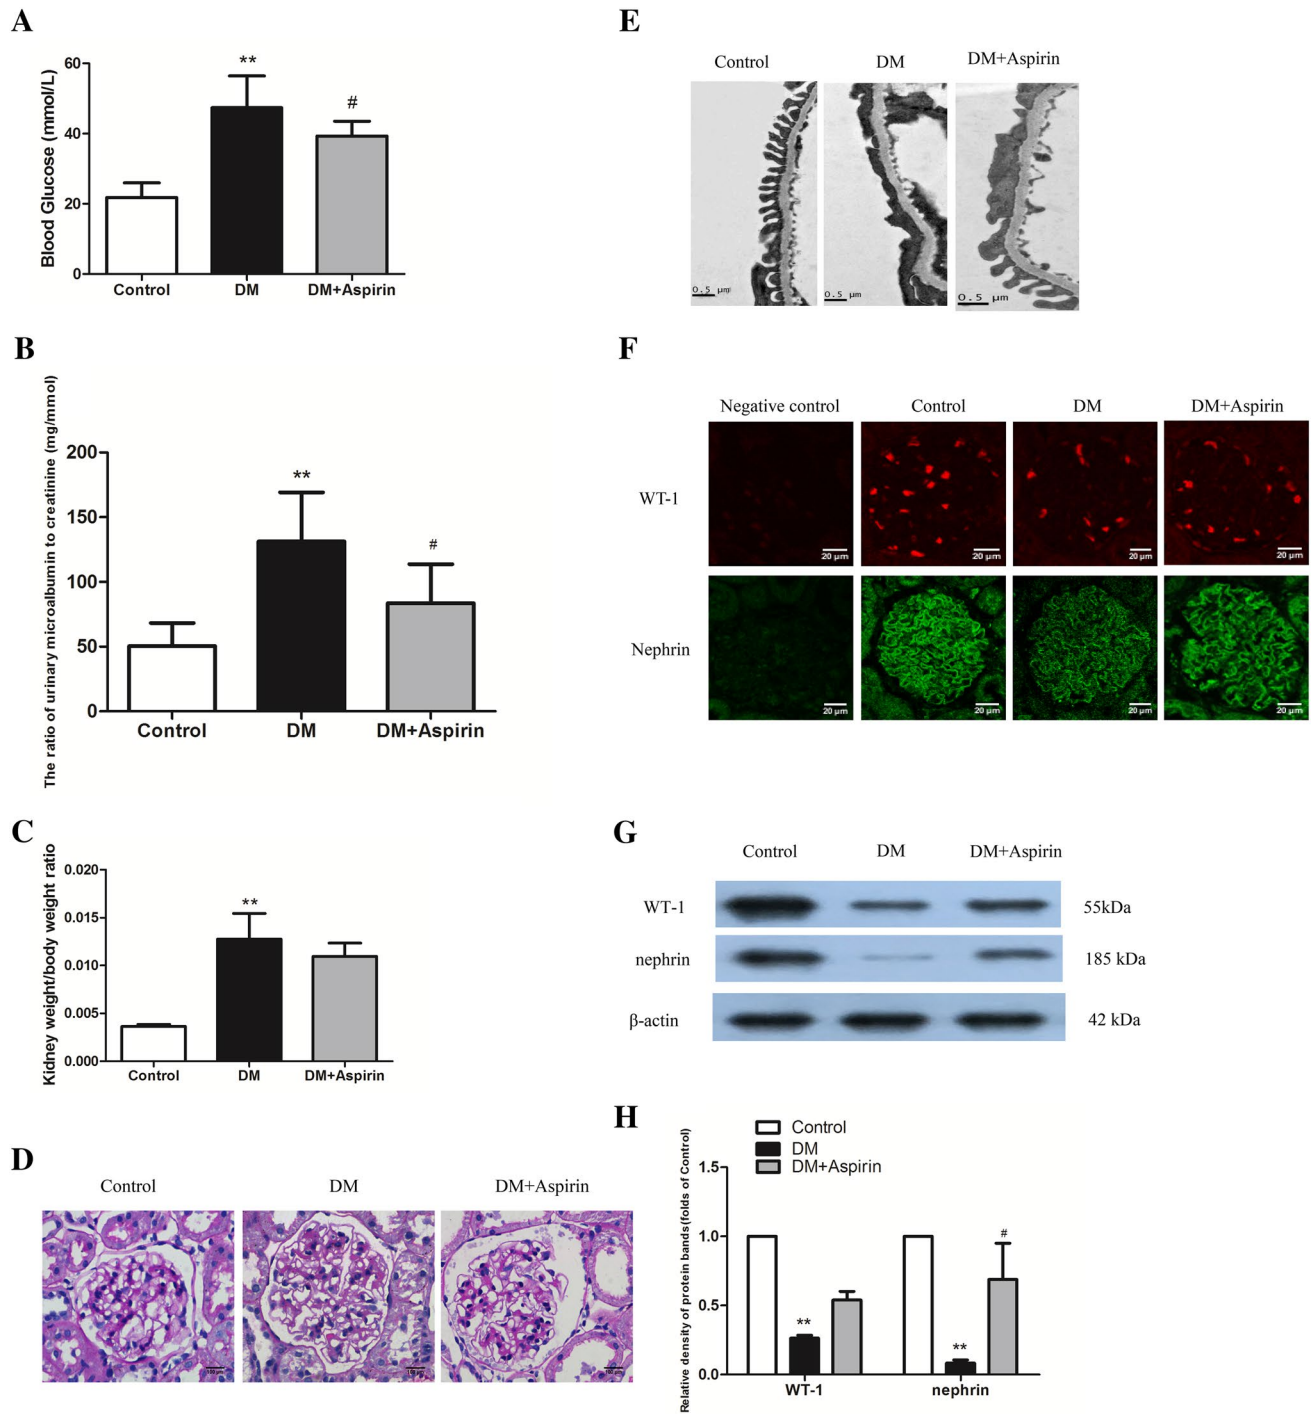 A
Blood Glucose (mmol/L)
60
40
20
0
**
#
Control DM DM+Aspirin
B
The ratio of urinary microalbumin to creatinine (mg/mmol)
200
150
100
50
0
**
#
Control DM DM+Aspirin
C
Kidney weight/body weight ratio
0.020
0.015
0.010
0.005
0.000
**
Control DM DM+Aspirin
D
Control DM DM+Aspirin
100 μm 100 μm 100 μm
E
Control DM DM+Aspirin
0.5 μm 0.5 μm 0.5 μm
F
Negative control Control DM DM+Aspirin
WT-1
20 μm 20 μm 20 μm 20 μm
Nephrin
20 μm 20 μm 20 μm 20 μm
G
Control DM DM+Aspirin
WT-1 55kDa
nephrin 185 kDa
β-actin 42 kDa
H
Control
DM
DM+Aspirin
Relative density of protein bands(folds of Control)
1.5
1.0
0.5
0.0
**
**
#
WT-1 nephrin